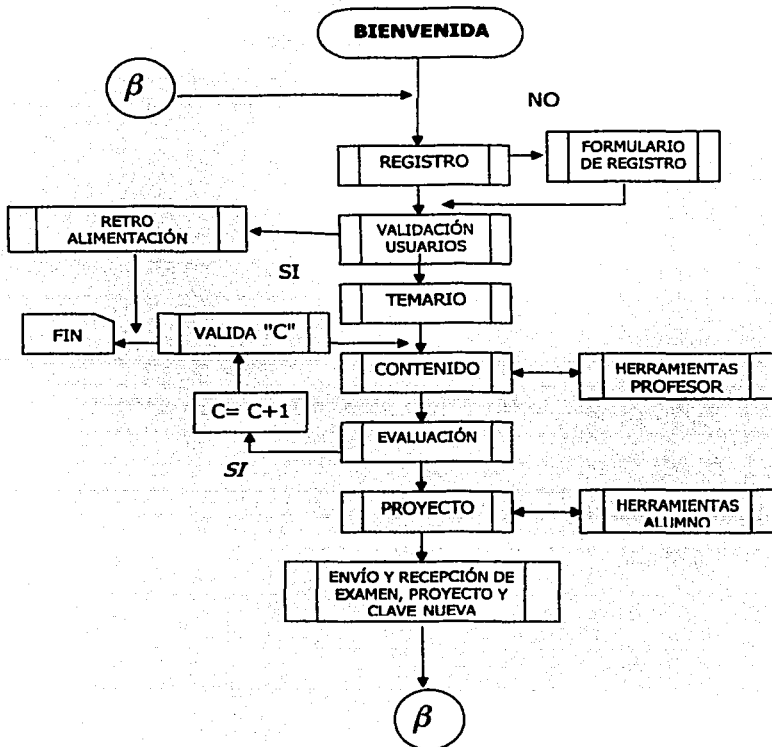 BIENVENIDA
β
NO
REGISTRO
FORMULARIO
DE REGISTRO
RETRO
ALIMENTACIÓN
VALIDACIÓN
USUARIOS
SI
TEMARIO
FIN
VALIDA "C"
CONTENIDO
HERRAMIENTAS
PROFESOR
C= C+1
EVALUACIÓN
SI
PROYECTO
HERRAMIENTAS
ALUMNO
ENVÍO Y RECEPCIÓN DE
EXAMEN, PROYECTO Y
CLAVE NUEVA
β